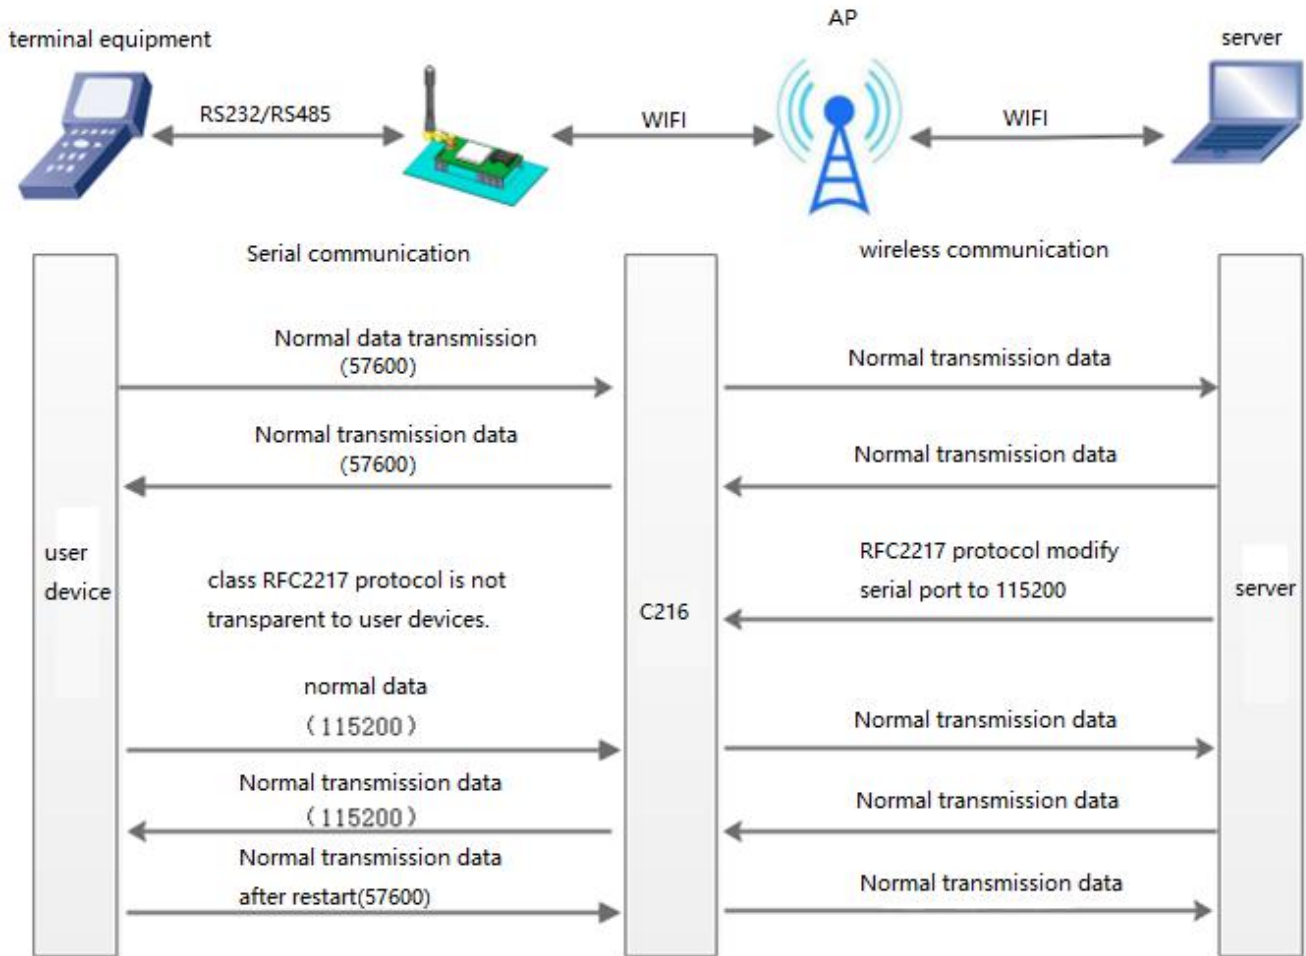 AP
terminal equipment
server
RS232/RS485
WIFI
WIFI
Serial communication
wireless communication
Normal data transmission
(57600)
Normal transmission data
Normal transmission data
(57600)
Normal transmission data
user
device
class RFC2217 protocol is not
transparent to user devices.
C216
RFC2217 protocol modify
serial port to 115200
server
normal data
(115200)
Normal transmission data
Normal transmission data
(115200)
Normal transmission data
Normal transmission data
after restart(57600)
Normal transmission data